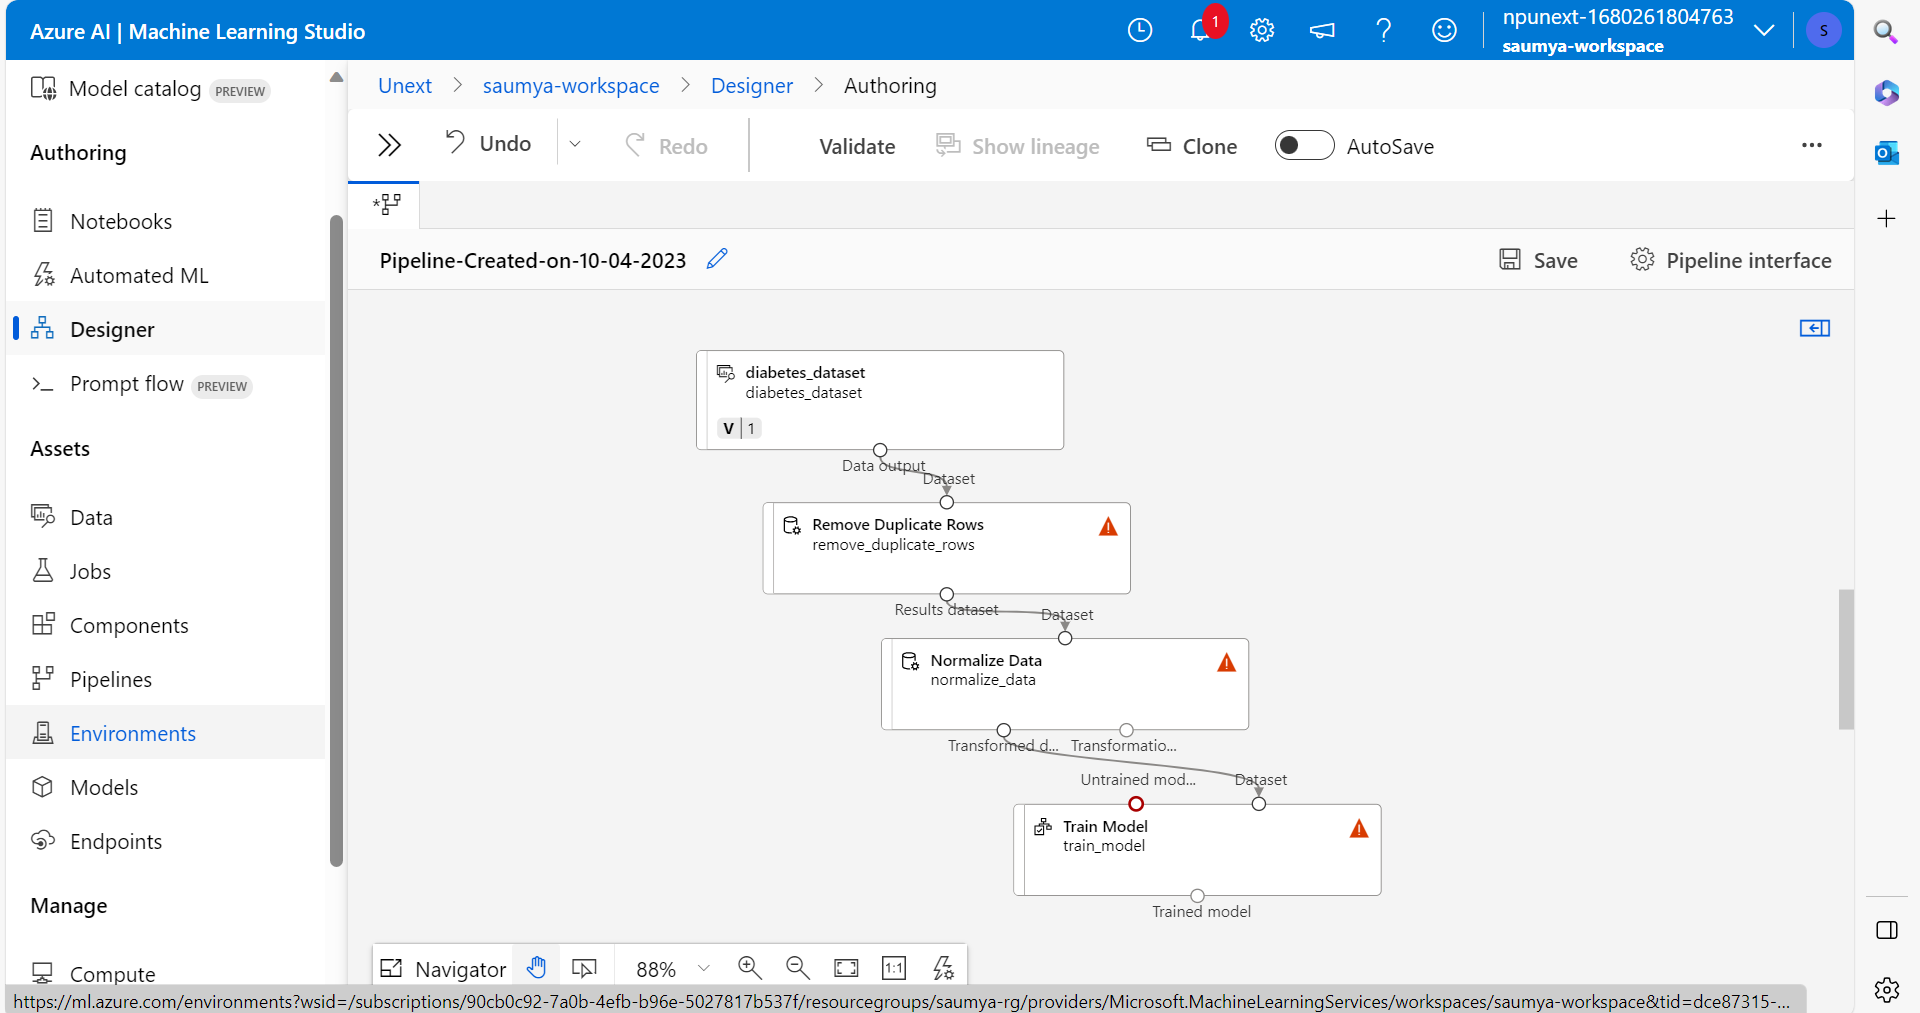 Azure AI | Machine Learning Studio
1
npunext-1680261804763
saumya-workspace
S
Model catalog PREVIEW
Authoring
Notebooks
Automated ML
Designer
Prompt flow PREVIEW
Assets
Data
Jobs
Components
Pipelines
Environments
Models
Endpoints
Manage
Compute
Unext > saumya-workspace > Designer > Authoring
Undo Redo Validate Show lineage Clone AutoSave ...
Pipeline-Created-on-10-04-2023 Save Pipeline interface
diabetes_dataset
diabetes_dataset
V | 1
Data output
Dataset
Remove Duplicate Rows
remove_duplicate_rows
Results dataset
Dataset
Normalize Data
normalize_data
Transformed d... Transformatio...
Untrained mod... Dataset
Train Model
train_model
Trained model
Navigator 88% 1:1
https://ml.azure.com/environments?wsid=/subscriptions/90cb0c92-7a0b-4efb-b96e-5027817b537f/resourcegroups/saumya-rg/providers/Microsoft.MachineLearningServices/workspaces/saumya-workspace&tid=dce87315-...